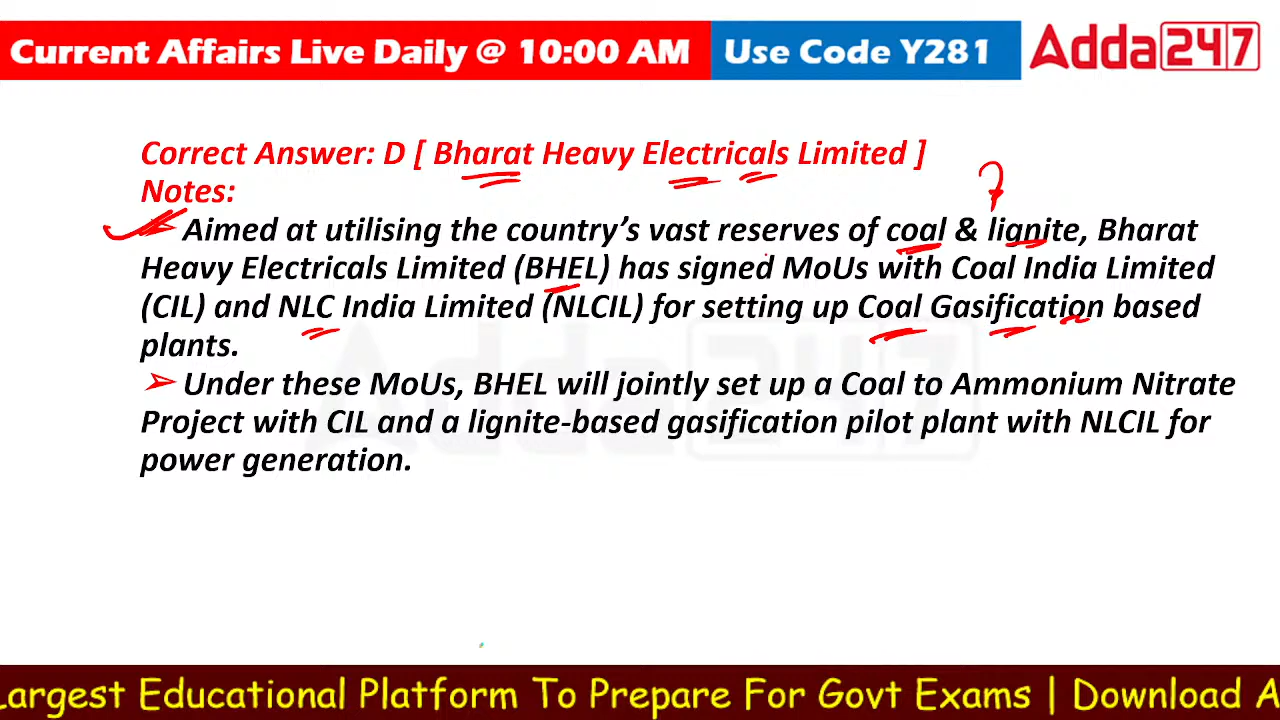 Current Affairs Live Daily @ 10:00 AM
Use Code Y281
Adda247
Correct Answer: D [ Bharat Heavy Electricals Limited ]
Notes:
➢ Aimed at utilising the country's vast reserves of coal & lignite, Bharat
Heavy Electricals Limited (BHEL) has signed MoUs with Coal India Limited
(CIL) and NLC India Limited (NLCIL) for setting up Coal Gasification based
plants.
➢ Under these MoUs, BHEL will jointly set up a Coal to Ammonium Nitrate
Project with CIL and a lignite-based gasification pilot plant with NLCIL for
power generation.
Adda247
Largest Educational Platform To Prepare For Govt Exams | Download A